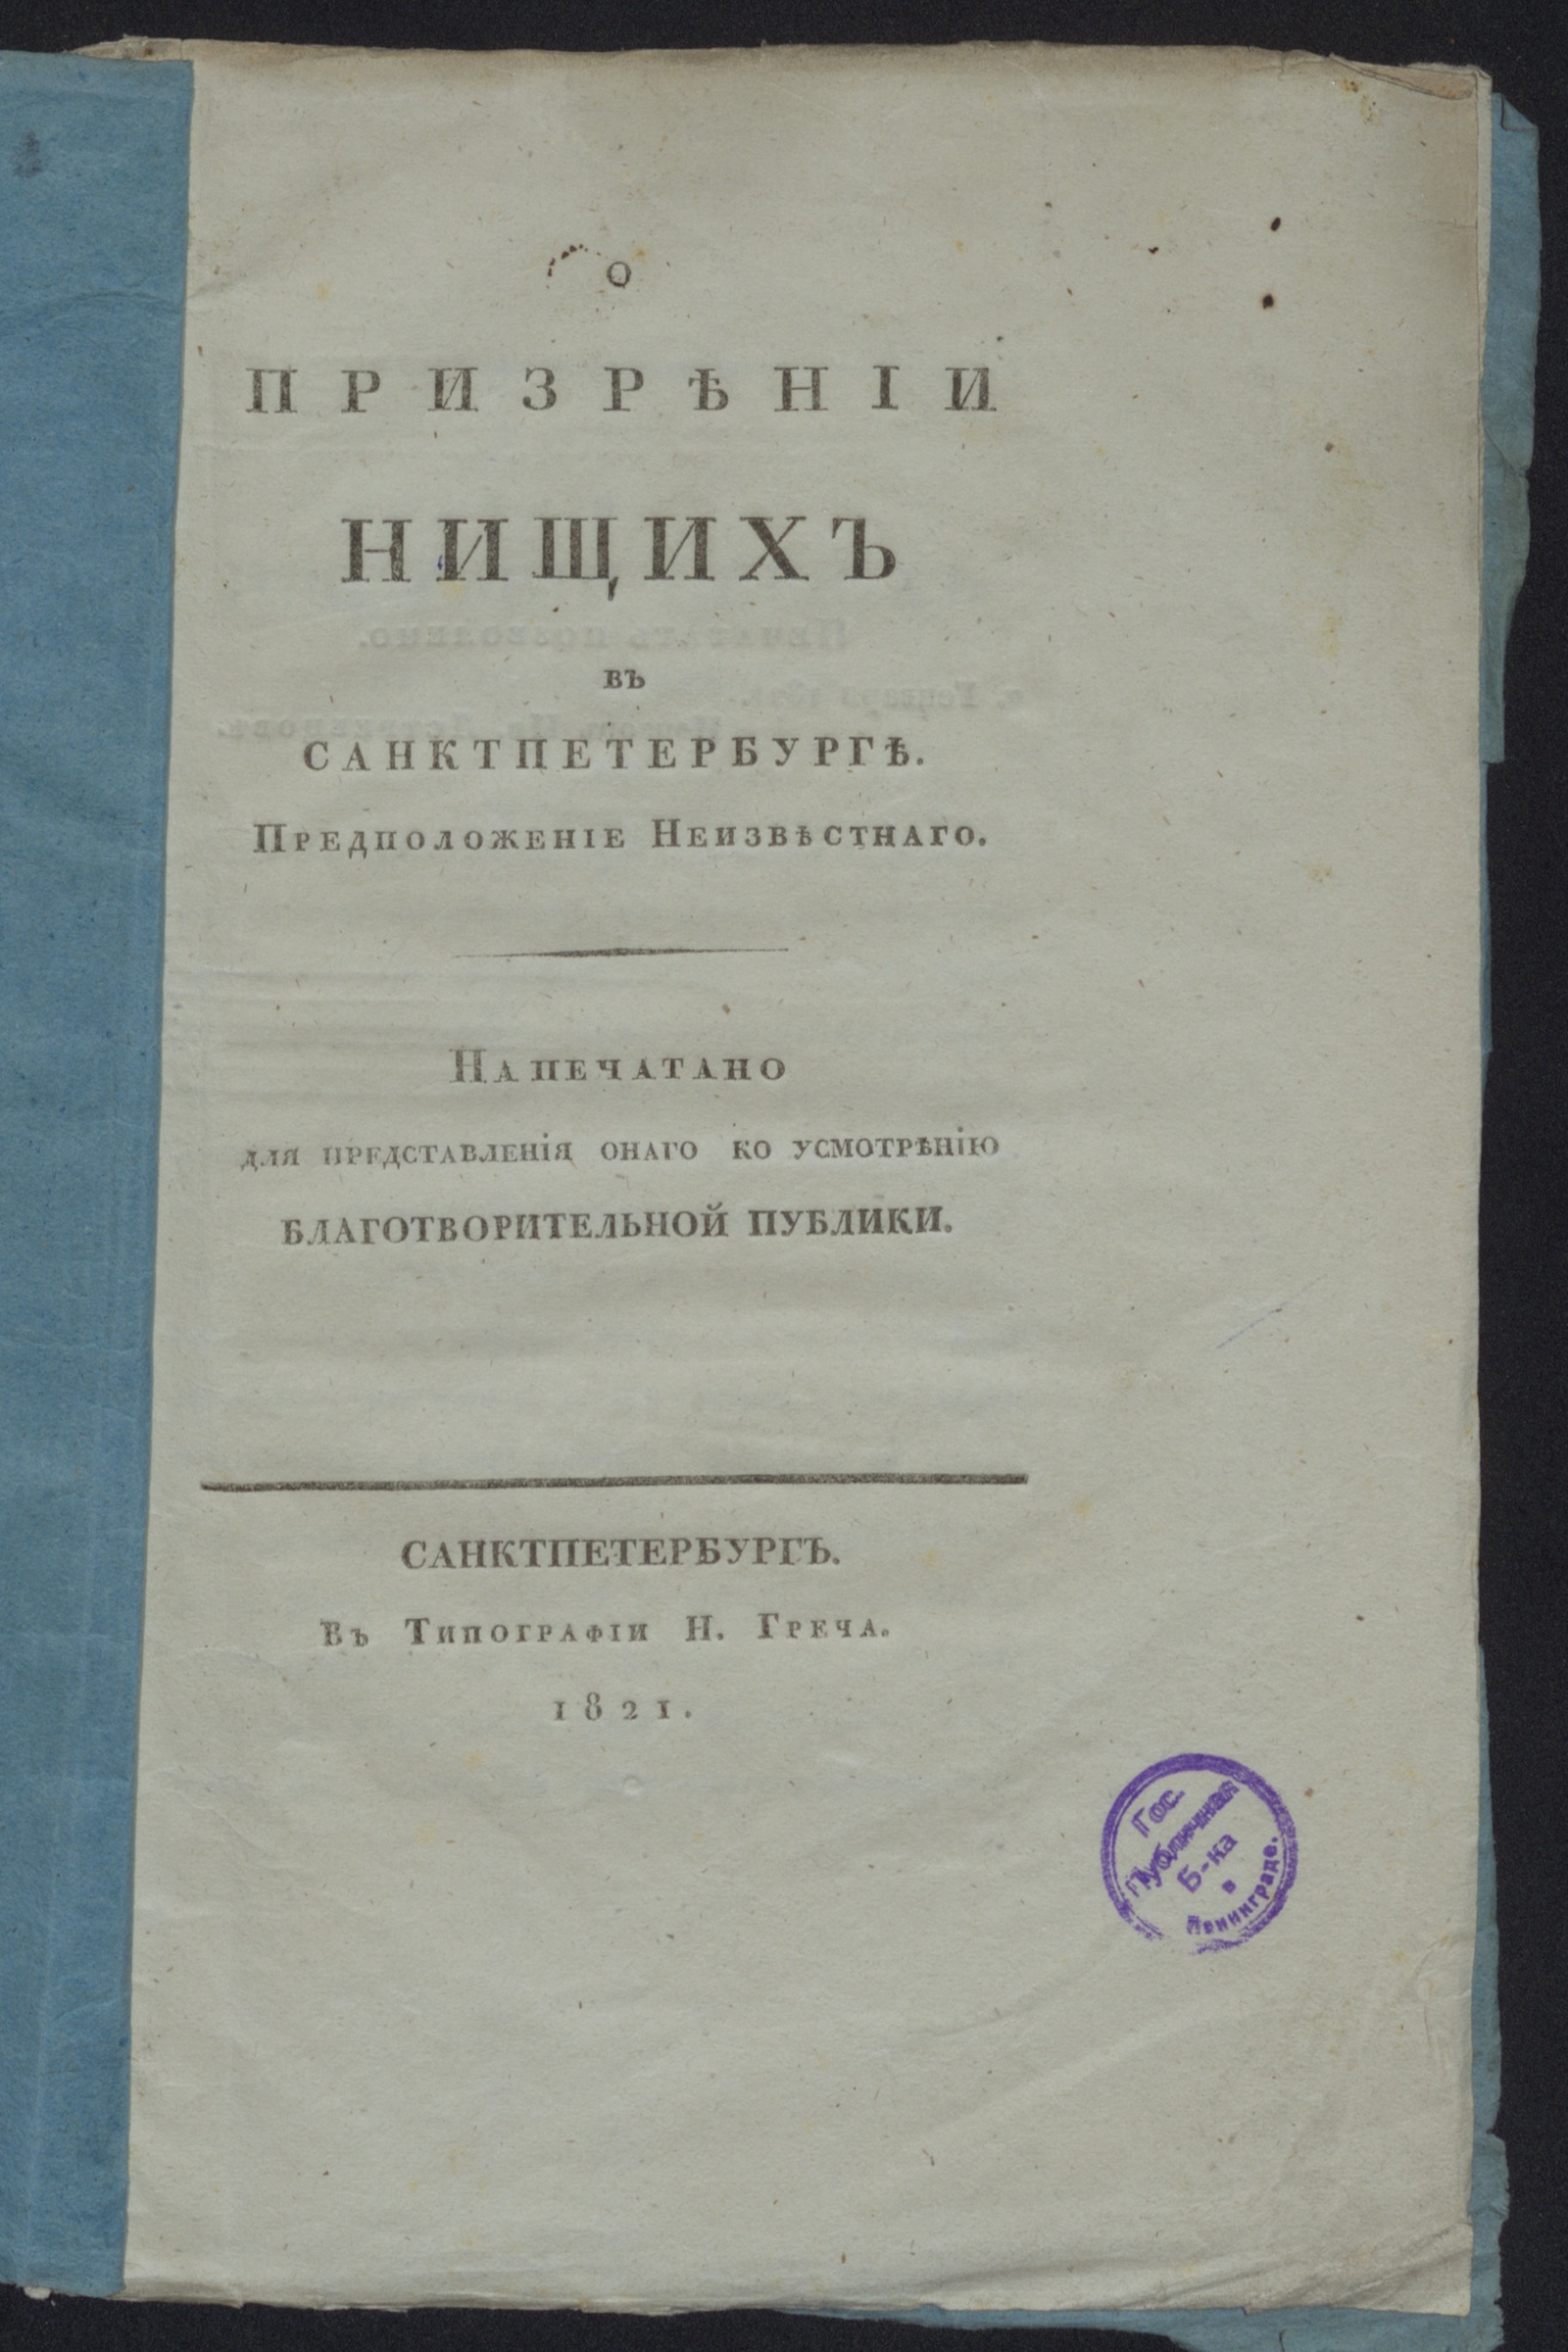 О
ПРИЗРѢНІИ
НИЩИХЪ
въ
САНКТПЕТЕРБУРГѢ.
Предположеніе Неизвѣстнаго.
Напечатано
для представленія онаго ко усмотрѣнію
БЛАГОТВОРИТЕЛЬНОЙ ПУБЛИКИ.
САНКТПЕТЕРБУРГЪ.
Въ Типографіи Н. Греча.
1821.
Гос.
Публичная
Б-ка
в
Ленинграде.